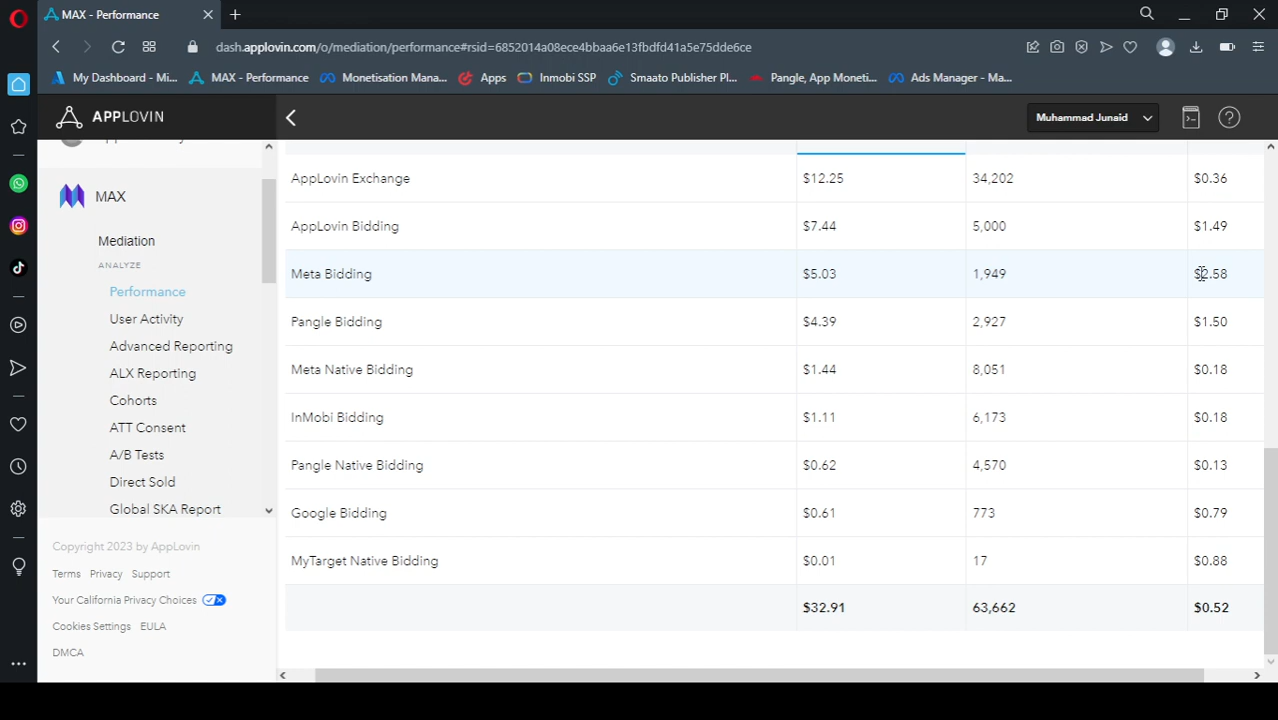 MAX - Performance
dash.applovin.com/o/mediation/performance#rsid=6852014a08ece4bbaa6e13fbdfd41a5e75dde6ce
My Dashboard - Mi...
MAX - Performance
Monetisation Mana...
Apps
Inmobi SSP
Smaato Publisher Pl...
Pangle, App Moneti...
Ads Manager - Ma...
APPLOVIN
Muhammad Junaid
MAX
Mediation
ANALYZE
Performance
User Activity
Advanced Reporting
ALX Reporting
Cohorts
ATT Consent
A/B Tests
Direct Sold
Global SKA Report
Copyright 2023 by AppLovin
Terms Privacy Support
Your California Privacy Choices
Cookies Settings EULA
DMCA
AppLovin Exchange $12.25 34,202 $0.36
AppLovin Bidding $7.44 5,000 $1.49
Meta Bidding $5.03 1,949 $2.58
Pangle Bidding $4.39 2,927 $1.50
Meta Native Bidding $1.44 8,051 $0.18
InMobi Bidding $1.11 6,173 $0.18
Pangle Native Bidding $0.62 4,570 $0.13
Google Bidding $0.61 773 $0.79
MyTarget Native Bidding $0.01 17 $0.88
$32.91 63,662 $0.52